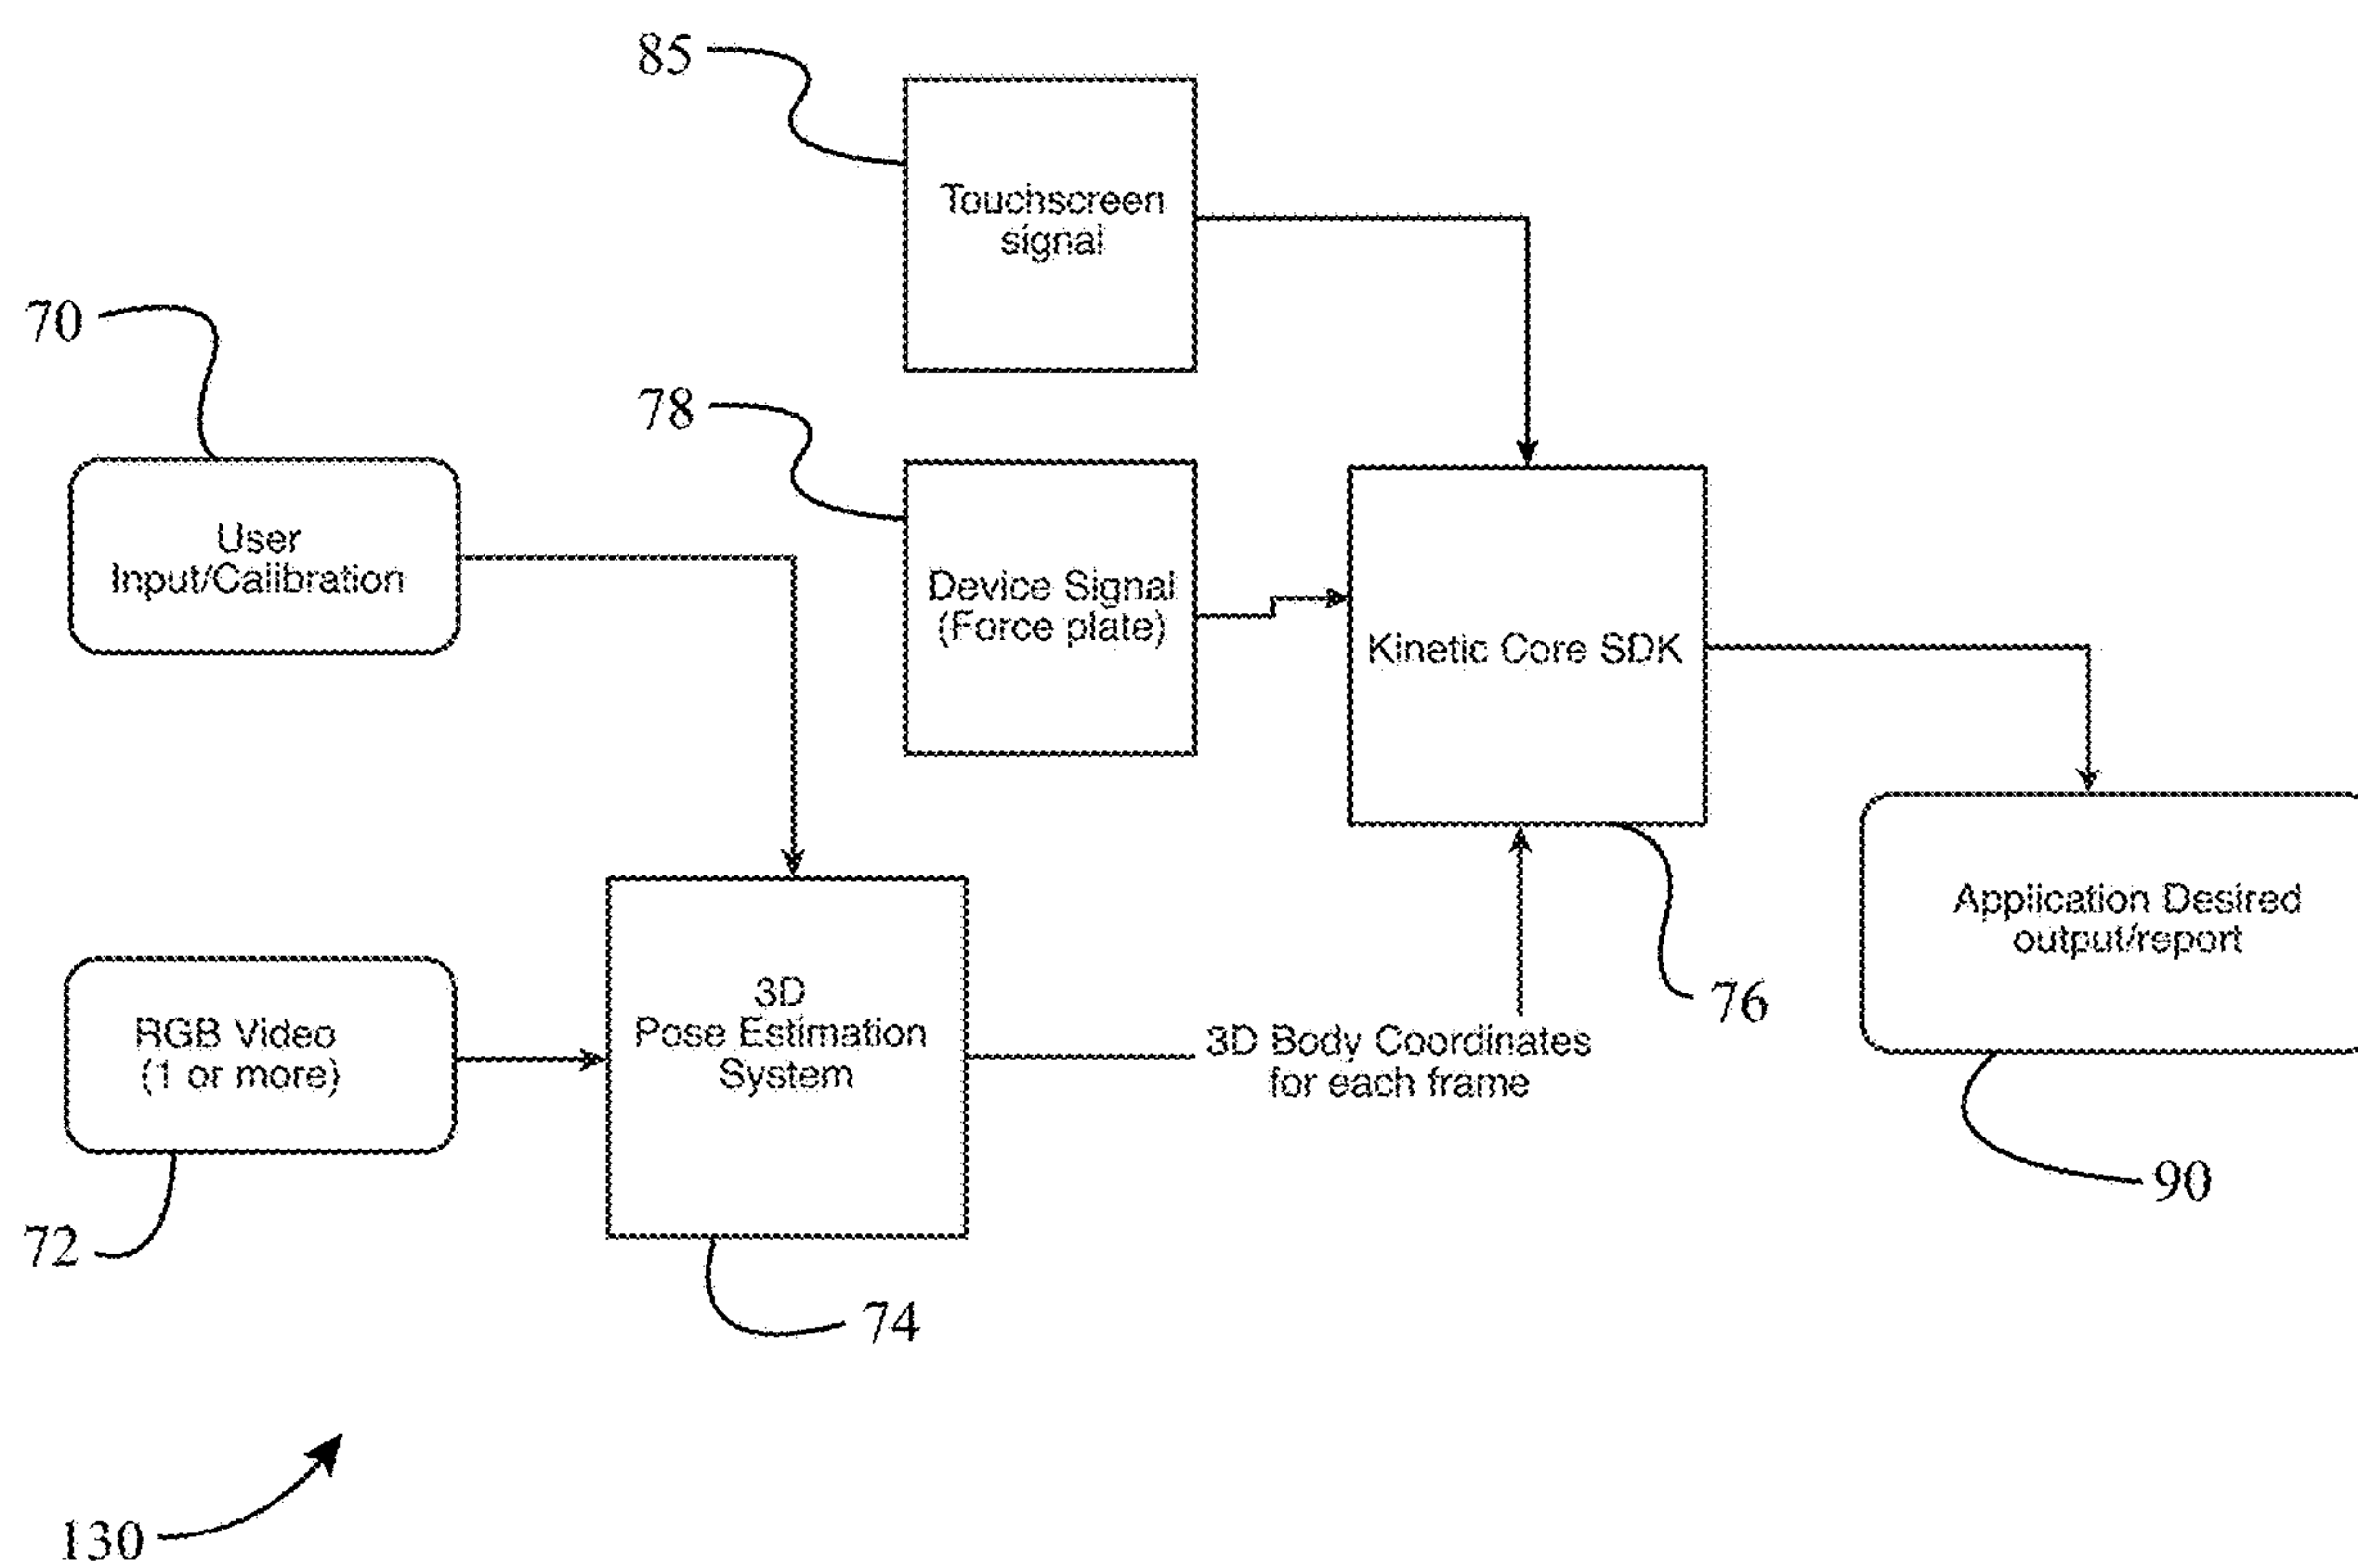 85
Touchscreen
signal
70
78
User
Input/Calibration
Device Signal
(Force plate)
Kinetic Core SDK
Application Desired
output/report
3D
Pose Estimation
System
RGB Video
(1 or more)
3D Body Coordinates
for each frame
76
90
72
74
130